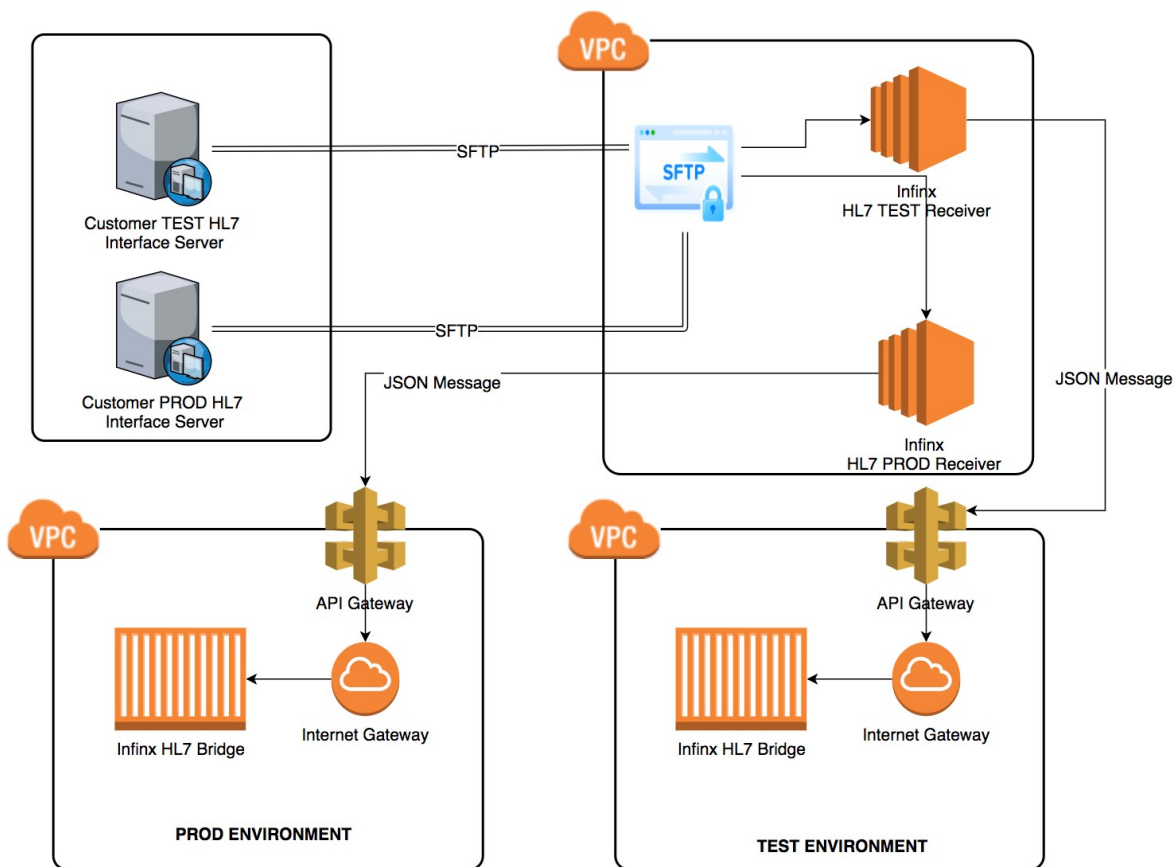 VPC
SFTP
SFTP
Customer TEST HL7
Interface Server
Infinx
HL7 TEST Receiver
SFTP
JSON Message
JSON Message
Customer PROD HL7
Interface Server
Infinx
HL7 PROD Receiver
VPC
API Gateway
Infinx HL7 Bridge
Internet Gateway
PROD ENVIRONMENT
VPC
API Gateway
Infinx HL7 Bridge
Internet Gateway
TEST ENVIRONMENT